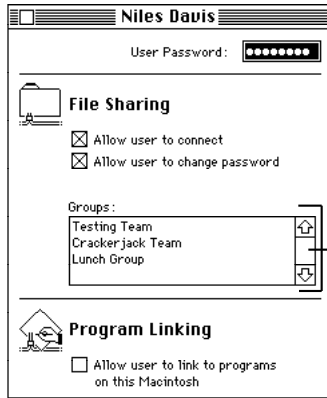 Niles Davis
User Password: ●●●●●●●●
File Sharing
Allow user to connect
Allow user to change password
Groups:
Testing Team
Crackerjack Team
Lunch Group
Program Linking
Allow user to link to programs
on this Macintosh